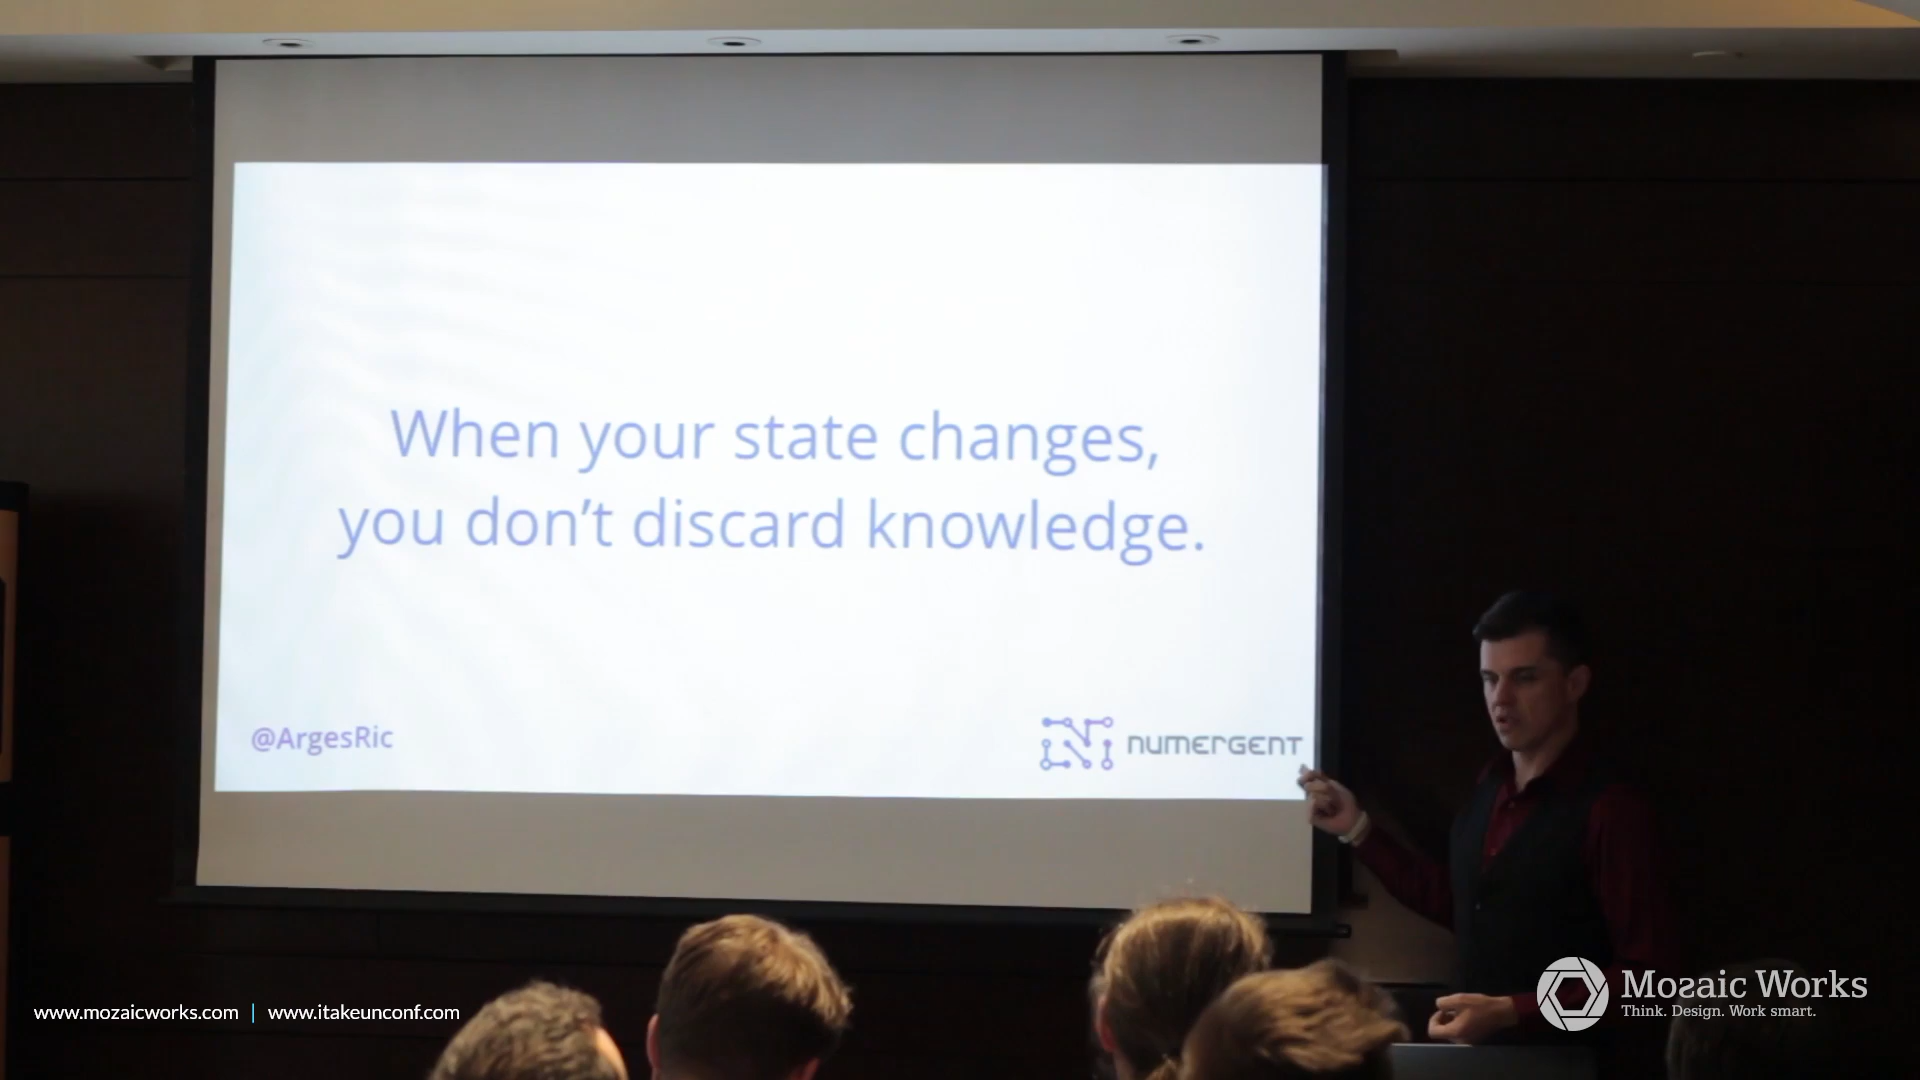 When your state changes,
you don't discard knowledge.
@ArgesRic
NUMERGENT
www.mozaicworks.com | www.itakeunconf.com
Mozaic Works
Think. Design. Work smart.